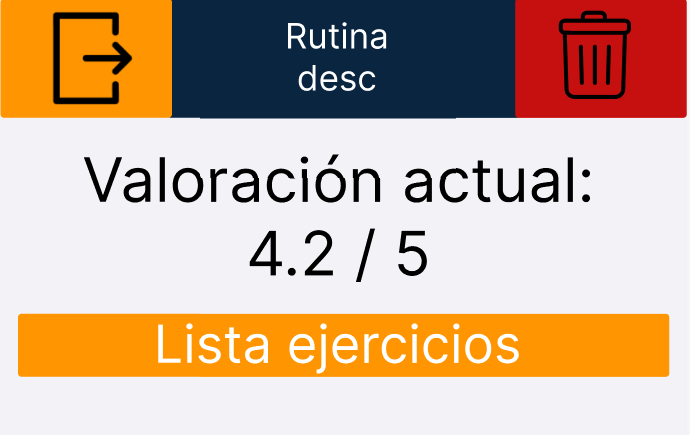 Rutina
desc
Valoración actual:
4.2 / 5
Lista ejercicios